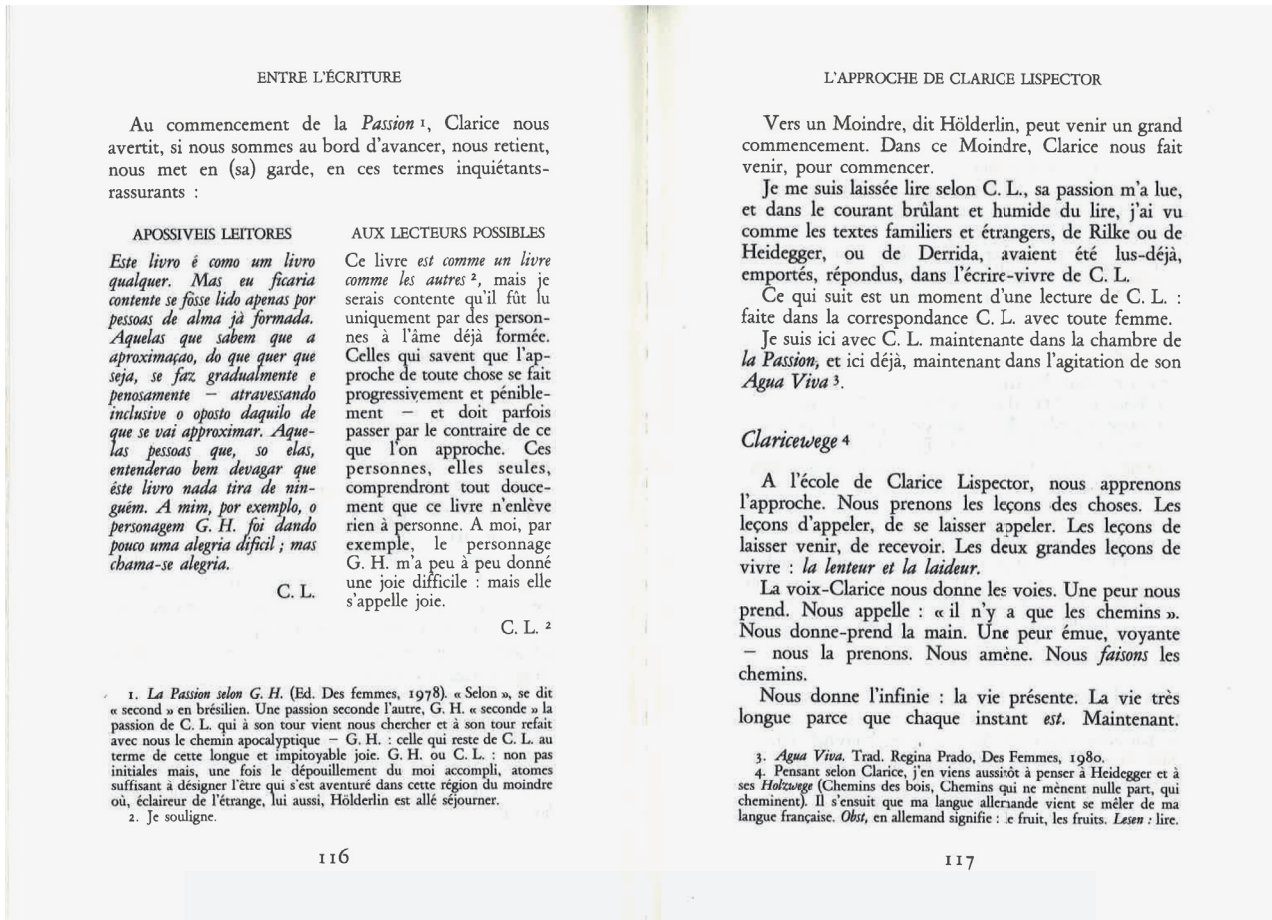 ENTRE L'ÉCRITURE
Au commencement de la Passion 1, Clarice nous
avertit, si nous sommes au bord d'avancer, nous retient,
nous met en (sa) garde, en ces termes inquiétants-
rassurants :
APOSSIVEIS LEITORES
Este livro é como um livro
qualquer. Mas eu ficaria
contente se fôsse lido apenas por
pessoas de alma jà formada.
Aquelas que sabem que a
aproximaçao, do que quer que
seja, se faz gradualmente e
penosamente — atravessando
inclusive o oposto daquilo de
que se vai approximar. Aque-
las pessoas que, so elas,
entenderao bem devagar que
êste livro nada tira de nin-
guém. A mim, por exemplo, o
personagem G. H. foi dando
pouco uma alegria dificil ; mas
chama-se alegria.
C. L.
AUX LECTEURS POSSIBLES
Ce livre est comme un livre
comme les autres 2, mais je
serais contente qu'il fût lu
uniquement par des person-
nes à l'âme déjà formée.
Celles qui savent que l'ap-
proche de toute chose se fait
progressivement et pénible-
ment — et doit parfois
passer par le contraire de ce
que l'on approche. Ces
personnes, elles seules,
comprendront tout douce-
ment que ce livre n'enlève
rien à personne. A moi, par
exemple, le personnage
G. H. m'a peu à peu donné
une joie difficile : mais elle
s'appelle joie.
C. L. 2
1. La Passion selon G. H. (Ed. Des femmes, 1978). « Selon », se dit
« second » en brésilien. Une passion seconde l'autre, G. H. « seconde » la
passion de C. L. qui à son tour vient nous chercher et à son tour refait
avec nous le chemin apocalyptique — G. H. : celle qui reste de C. L. au
terme de cette longue et impitoyable joie. G. H. ou C. L. : non pas
initiales mais, une fois le dépouillement du moi accompli, atomes
suffisant à désigner l'être qui s'est aventuré dans cette région du moindre
où, éclaireur de l'étrange, lui aussi, Hölderlin est allé séjourner.
2. Je souligne.
116
L'APPROCHE DE CLARICE LISPECTOR
Vers un Moindre, dit Hölderlin, peut venir un grand
commencement. Dans ce Moindre, Clarice nous fait
venir, pour commencer.
Je me suis laissée lire selon C. L., sa passion m'a lue,
et dans le courant brûlant et humide du lire, j'ai vu
comme les textes familiers et étrangers, de Rilke ou de
Heidegger, ou de Derrida, avaient été lus-déjà,
emportés, répondus, dans l'écrire-vivre de C. L.
Ce qui suit est un moment d'une lecture de C. L. :
faite dans la correspondance C. L. avec toute femme.
Je suis ici avec C. L. maintenante dans la chambre de
la Passion, et ici déjà, maintenant dans l'agitation de son
Agua Viva 3.
Claricewege 4
A l'école de Clarice Lispector, nous apprenons
l'approche. Nous prenons les leçons des choses. Les
leçons d'appeler, de se laisser appeler. Les leçons de
laisser venir, de recevoir. Les deux grandes leçons de
vivre : la lenteur et la laideur.
La voix-Clarice nous donne les voies. Une peur nous
prend. Nous appelle : « il n'y a que les chemins ».
Nous donne-prend la main. Une peur émue, voyante
— nous la prenons. Nous amène. Nous faisons les
chemins.
Nous donne l'infinie : la vie présente. La vie très
longue parce que chaque instant est. Maintenant.
3. Agua Viva. Trad. Regina Prado, Des Femmes, 1980.
4. Pensant selon Clarice, j'en viens aussitôt à penser à Heidegger et à
ses Holzwege (Chemins des bois, Chemins qui ne mènent nulle part, qui
cheminent). Il s'ensuit que ma langue allemande vient se mêler de ma
langue française. Obst, en allemand signifie : le fruit, les fruits. Lesen : lire.
117